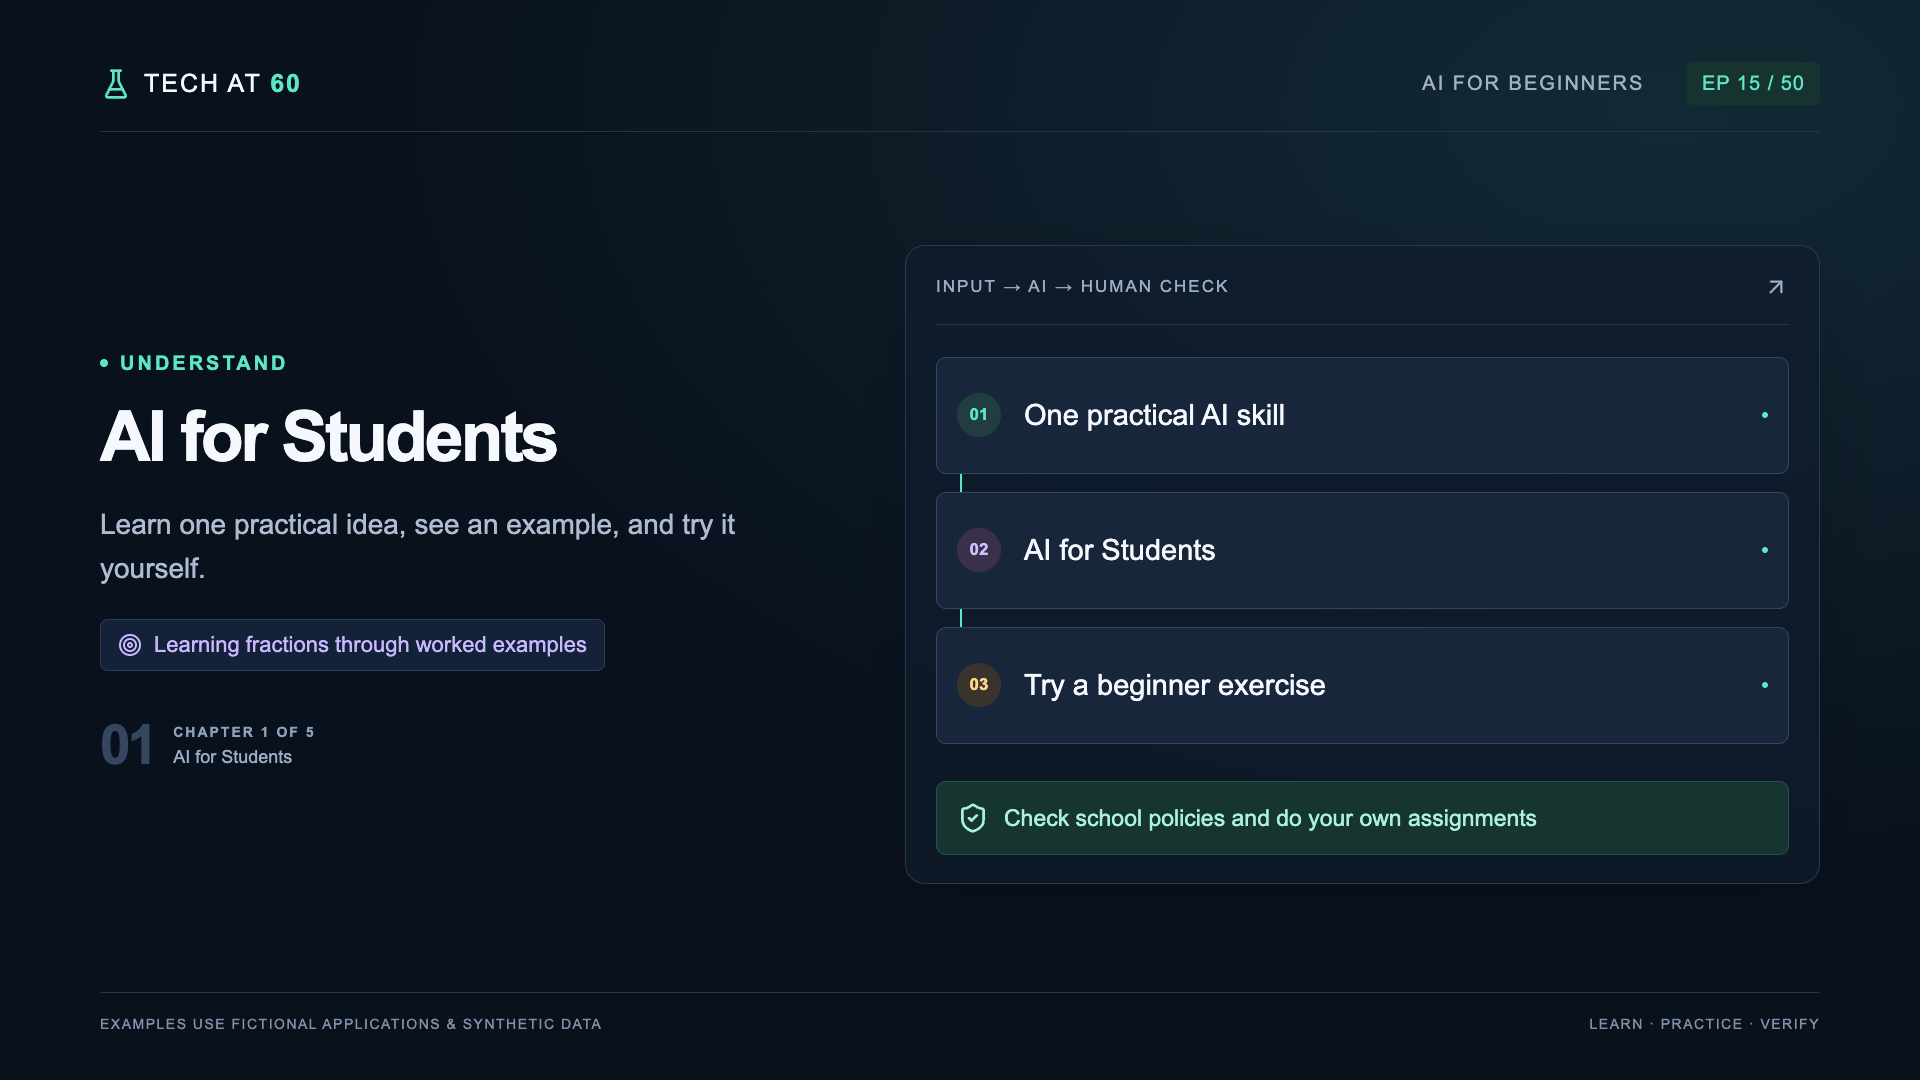 TECH AT 60
AI FOR BEGINNERS
EP 15 / 50
UNDERSTAND
AI for Students
Learn one practical idea, see an example, and try it
yourself.
Learning fractions through worked examples
01
CHAPTER 1 OF 5
AI for Students
INPUT → AI → HUMAN CHECK
01 One practical AI skill
02 AI for Students
03 Try a beginner exercise
Check school policies and do your own assignments
EXAMPLES USE FICTIONAL APPLICATIONS & SYNTHETIC DATA
LEARN · PRACTICE · VERIFY